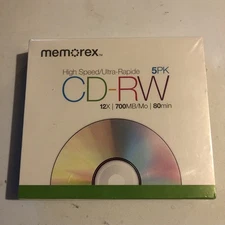 memorex
High Speed/Ultra-Rapide 5PK
CD-RW
12X | 700MB/Mo | 80min